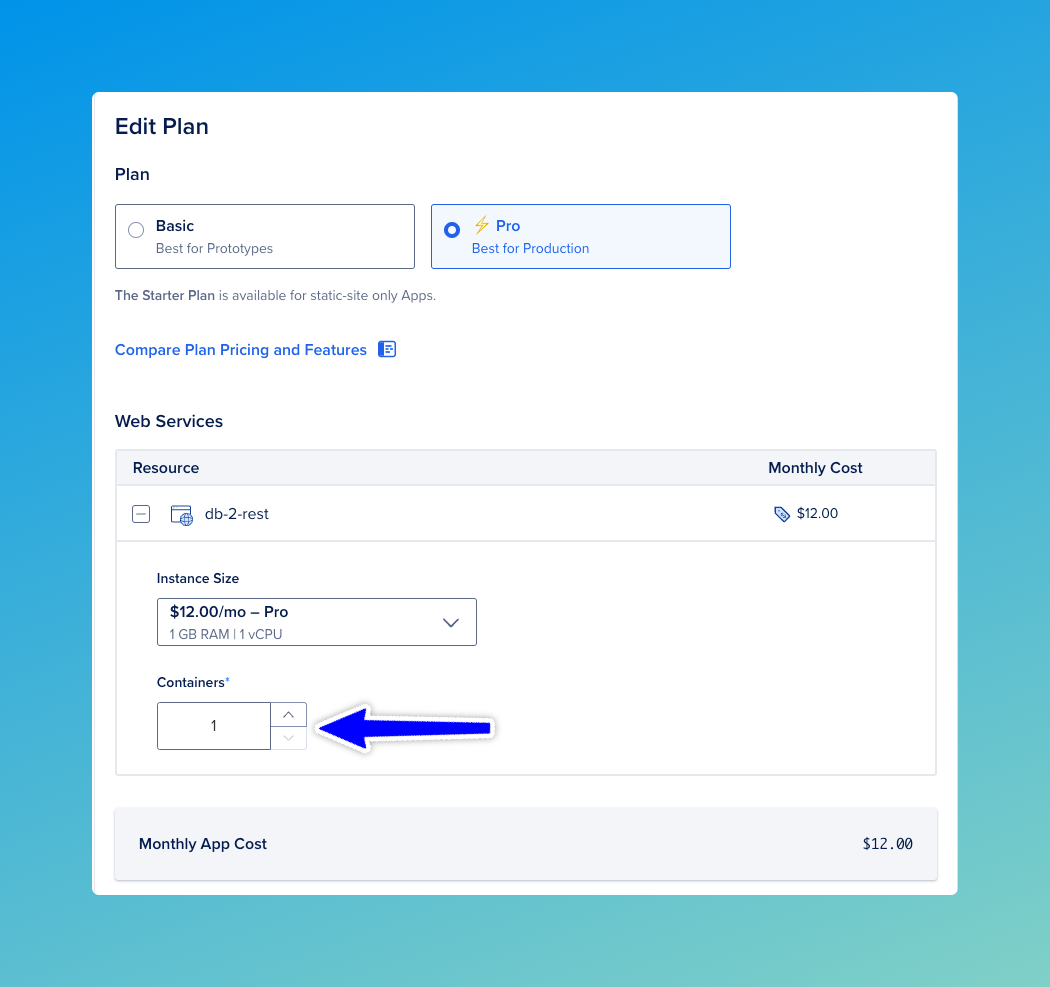 Edit Plan
Plan
Basic
Best for Prototypes
⚡ Pro
Best for Production
The Starter Plan is available for static-site only Apps.
Compare Plan Pricing and Features
Web Services
Resource Monthly Cost
db-2-rest $12.00
Instance Size
$12.00/mo – Pro
1 GB RAM | 1 vCPU
Containers*
1
Monthly App Cost $12.00